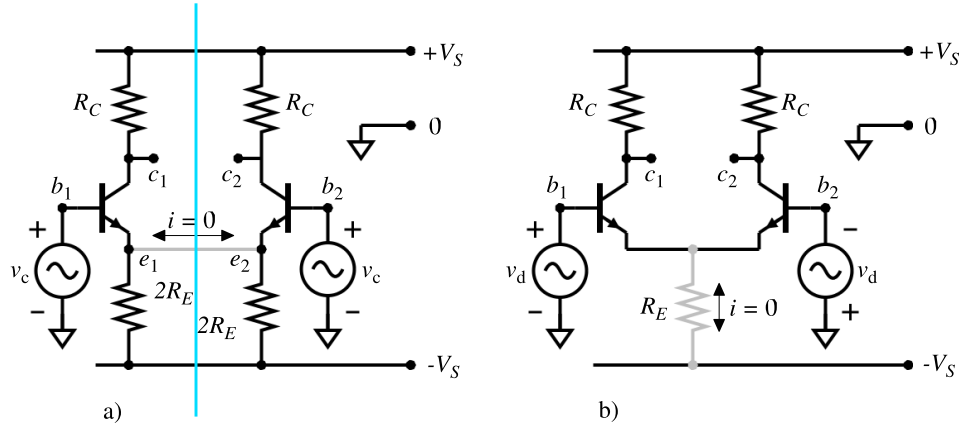 +V_S
R_C
R_C
0
c_1
c_2
b_1
b_2
+
i = 0
+
e_1
e_2
v_c
v_c
2R_E
−
−
2R_E
-V_S
a)
+V_S
R_C
R_C
0
c_1
c_2
b_1
b_2
+
-
v_d
v_d
R_E
i = 0
−
+
-V_S
b)